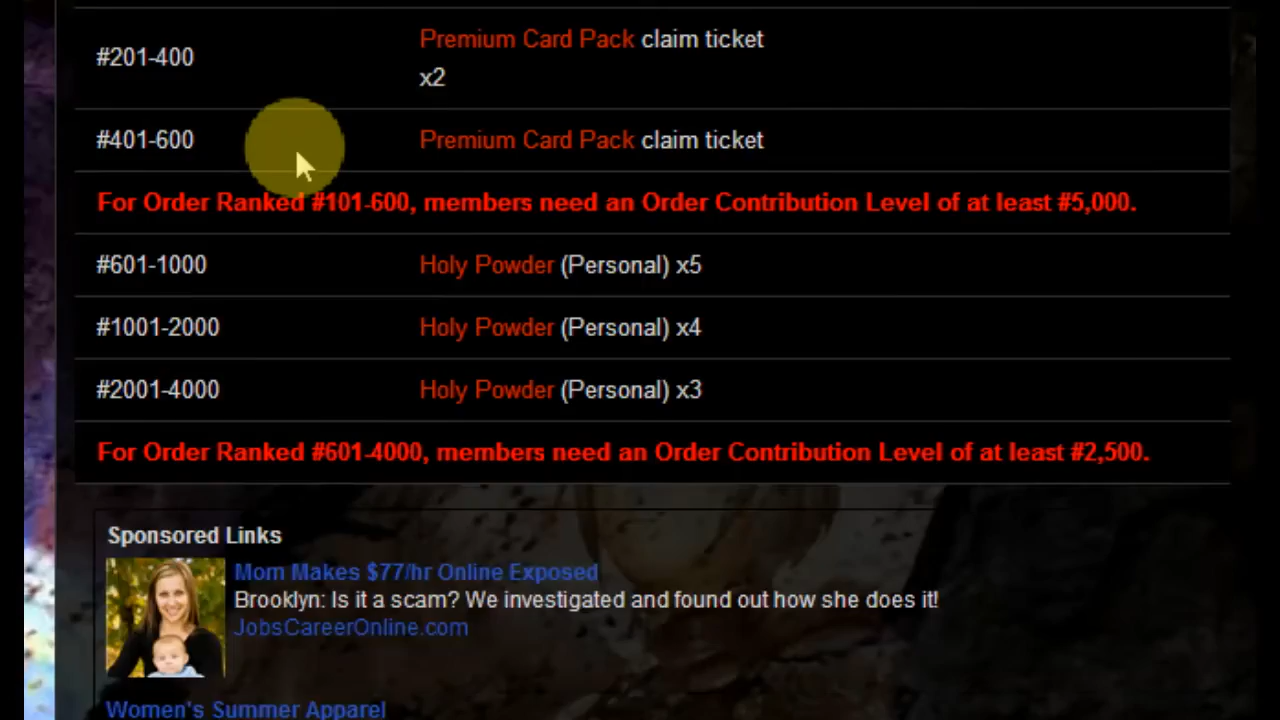 #201-400
Premium Card Pack claim ticket
x2
#401-600
Premium Card Pack claim ticket
For Order Ranked #101-600, members need an Order Contribution Level of at least #5,000.
#601-1000
Holy Powder (Personal) x5
#1001-2000
Holy Powder (Personal) x4
#2001-4000
Holy Powder (Personal) x3
For Order Ranked #601-4000, members need an Order Contribution Level of at least #2,500.
Sponsored Links
Mom Makes $77/hr Online Exposed
Brooklyn: Is it a scam? We investigated and found out how she does it!
JobsCareerOnline.com
Women's Summer Apparel